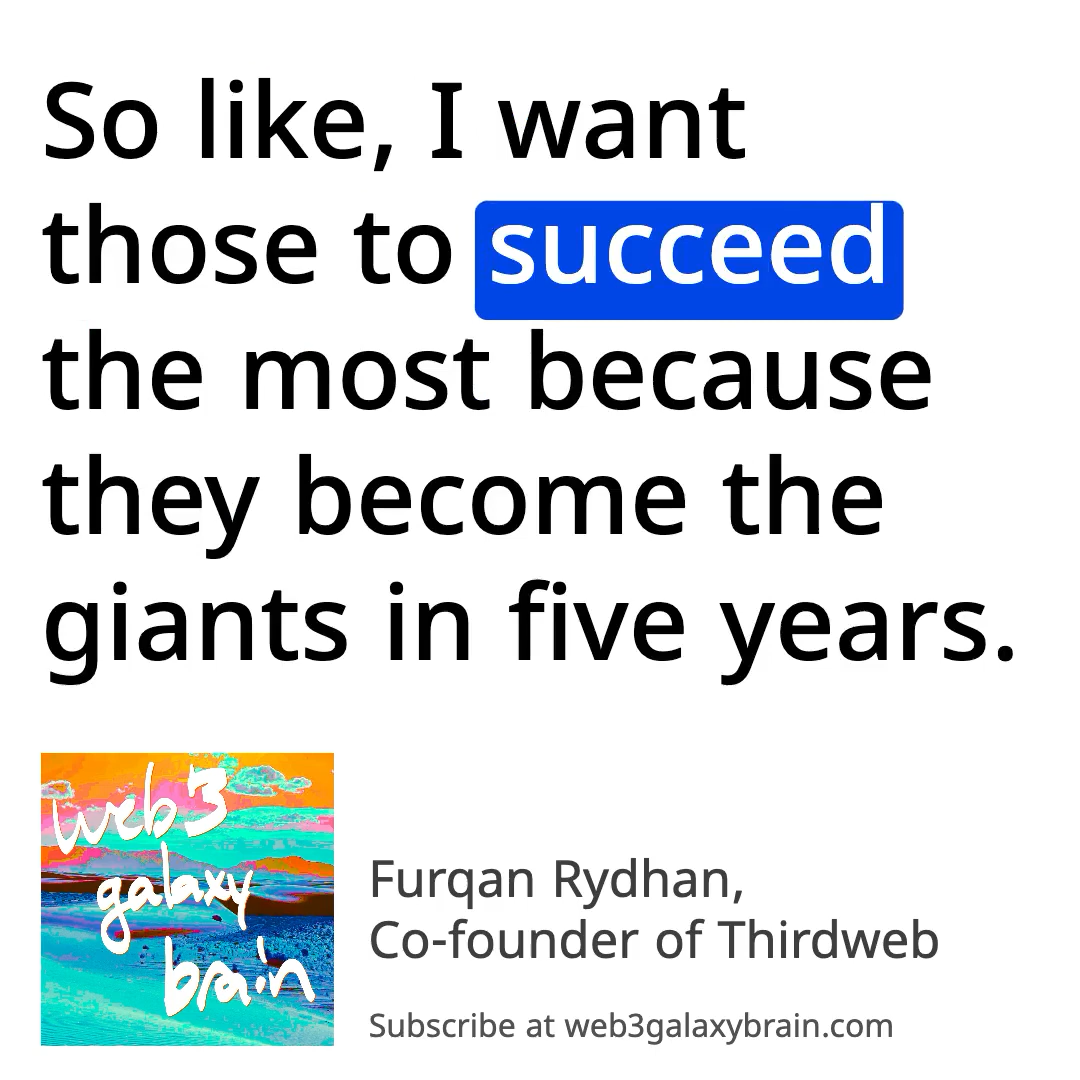 So like, I want
those to succeed
the most because
they become the
giants in five years.
web3
galaxy
brain
Furqan Rydhan,
Co-founder of Thirdweb
Subscribe at web3galaxybrain.com